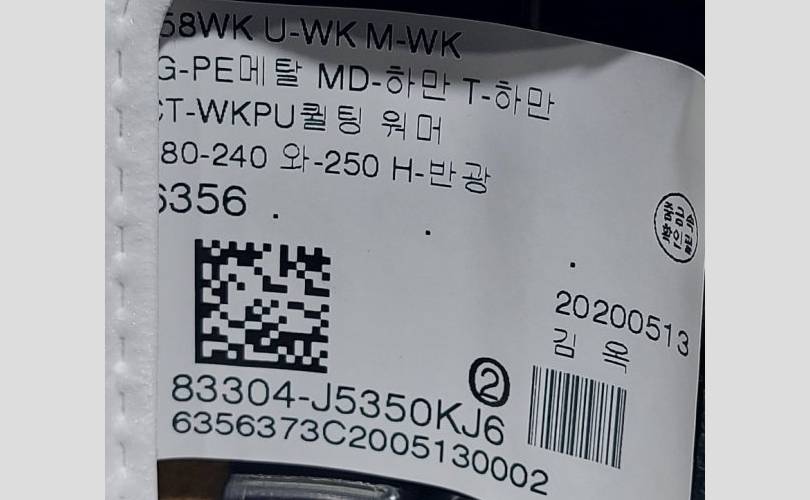 58WK U-WK M-WK
G-PE메탈 MD-하만 T-하만
CT-WKPU퀼팅 워머
80-240 와-250 H-반광
6356
20200513
김 옥
②
83304-J5350KJ6
6356373C2005130002